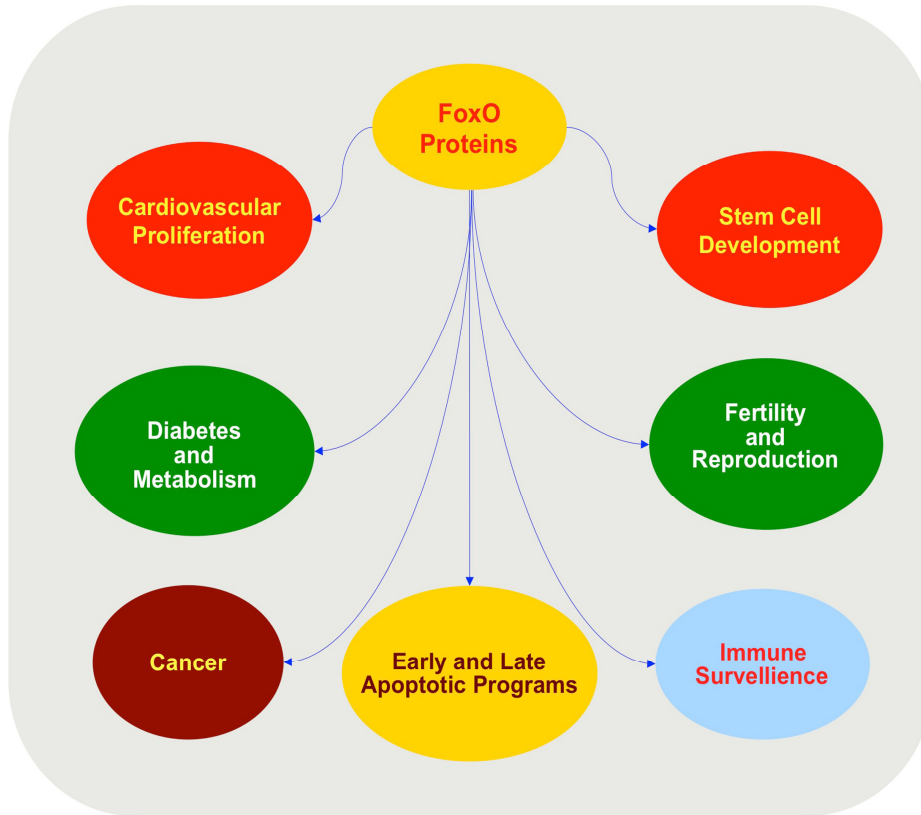 FoxO
Proteins
Cardiovascular
Proliferation
Stem Cell
Development
Diabetes
and
Metabolism
Fertility
and
Reproduction
Cancer
Early and Late
Apoptotic Programs
Immune
Survellience